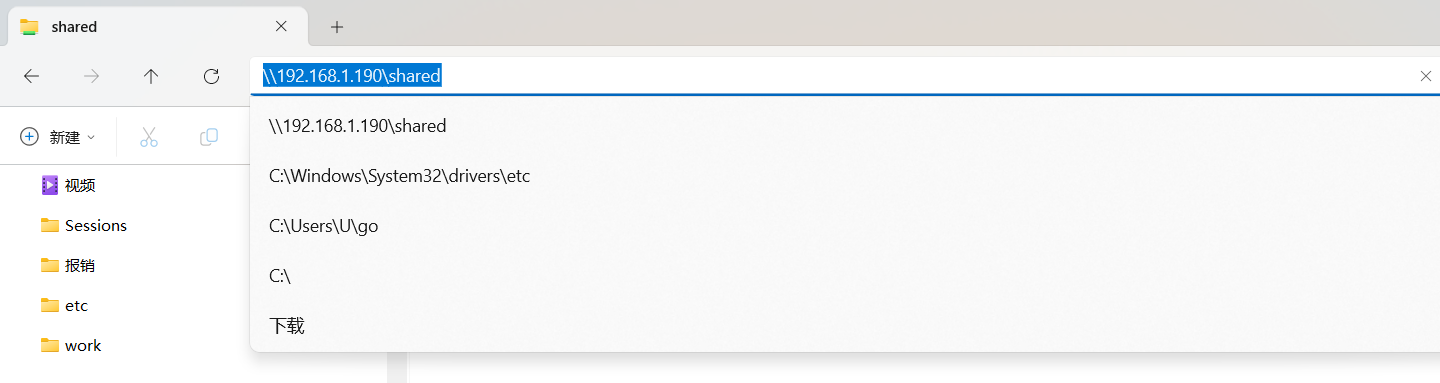 shared
\\192.168.1.190\shared
\\192.168.1.190\shared
新建
C:\Windows\System32\drivers\etc
视频
C:\Users\U\go
Sessions
C:\
报销
下载
etc
work